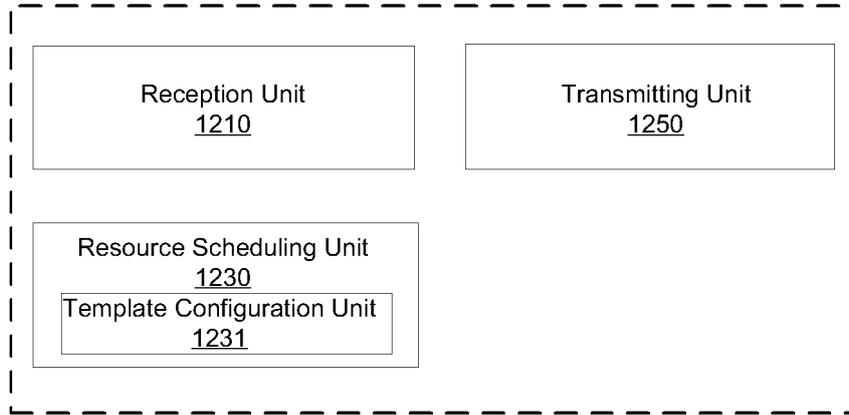 Reception Unit
1210
Transmitting Unit
1250
Resource Scheduling Unit
1230
Template Configuration Unit
1231